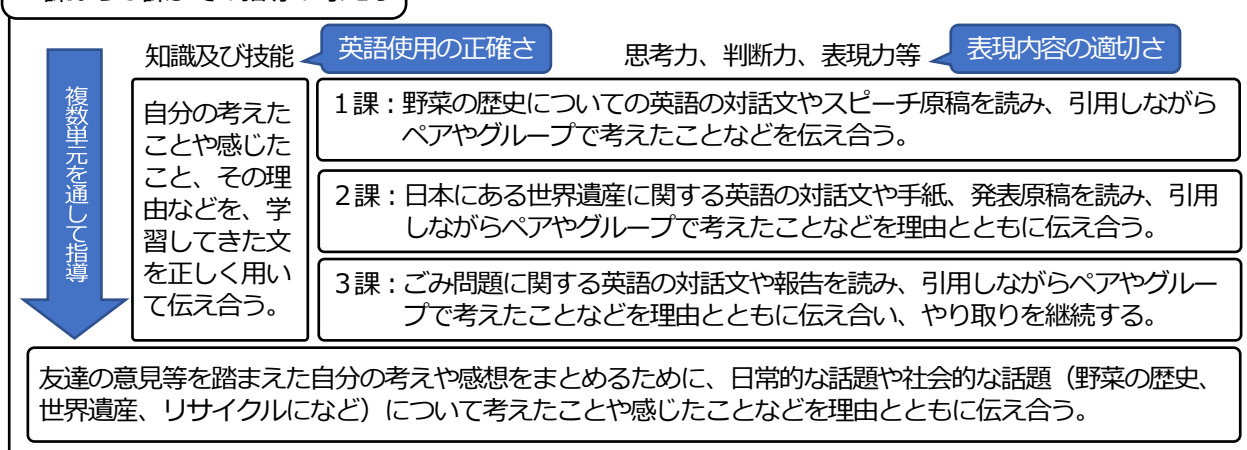 複数単元を通して指導
知識及び技能
英語使用の正確さ
思考力、判断力、表現力等
表現内容の適切さ
自分の考えた
ことや感じた
こと、その理
由などを、学
習してきた文
を正しく用い
て伝え合う。
1課：野菜の歴史についての英語の対話文やスピーチ原稿を読み、引用しながら
ペアやグループで考えたことなどを伝え合う。
2課：日本にある世界遺産に関する英語の対話文や手紙、発表原稿を読み、引用
しながらペアやグループで考えたことなどを理由とともに伝え合う。
3課：ごみ問題に関する英語の対話文や報告を読み、引用しながらペアやグルー
プで考えたことなどを理由とともに伝え合い、やり取りを継続する。
友達の意見等を踏まえた自分の考えや感想をまとめるために、日常的な話題や社会的な話題（野菜の歴史、
世界遺産、リサイクルになど）について考えたことや感じたことなどを理由とともに伝え合う。